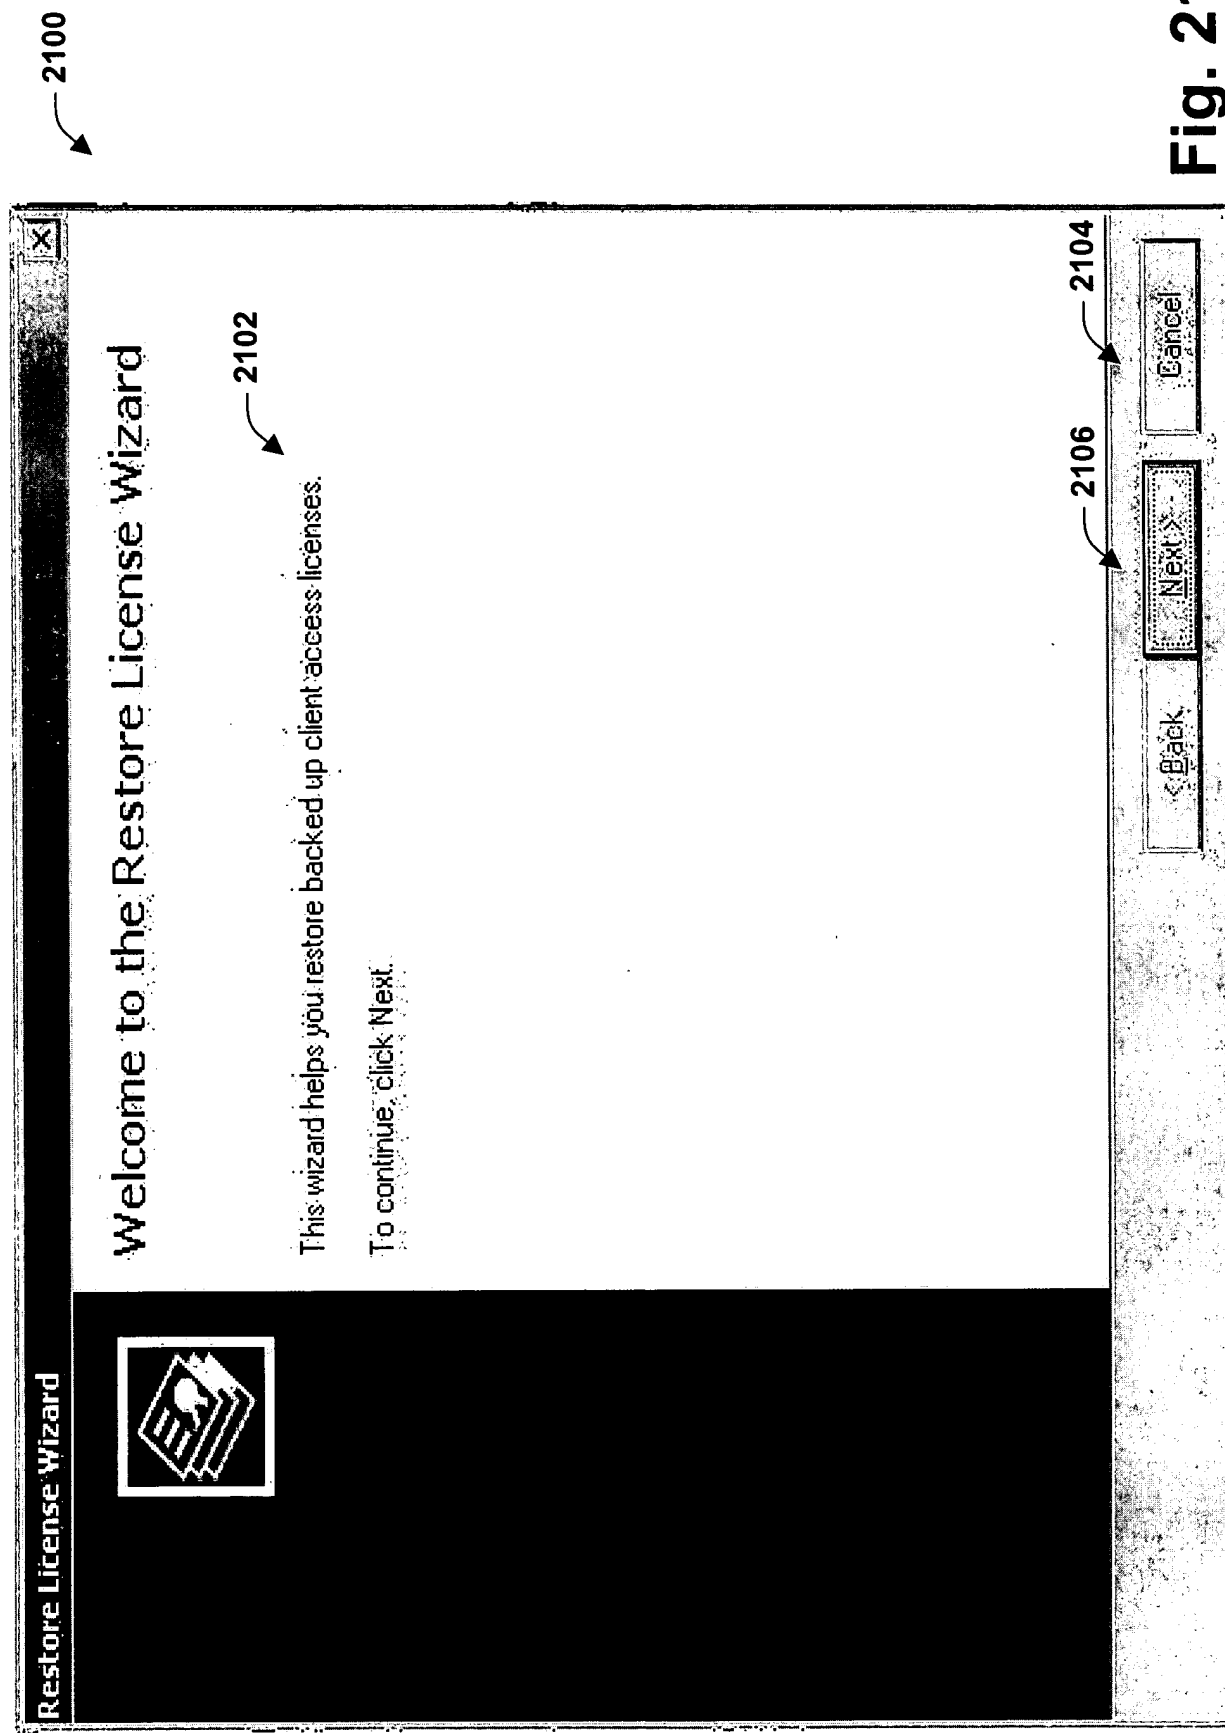 2100
Restore License Wizard
Welcome to the Restore License Wizard
2102
This wizard helps you restore backed up client access licenses.
To continue, click Next.
2106
2104
< Back
Next >
Cancel
Fig. 21